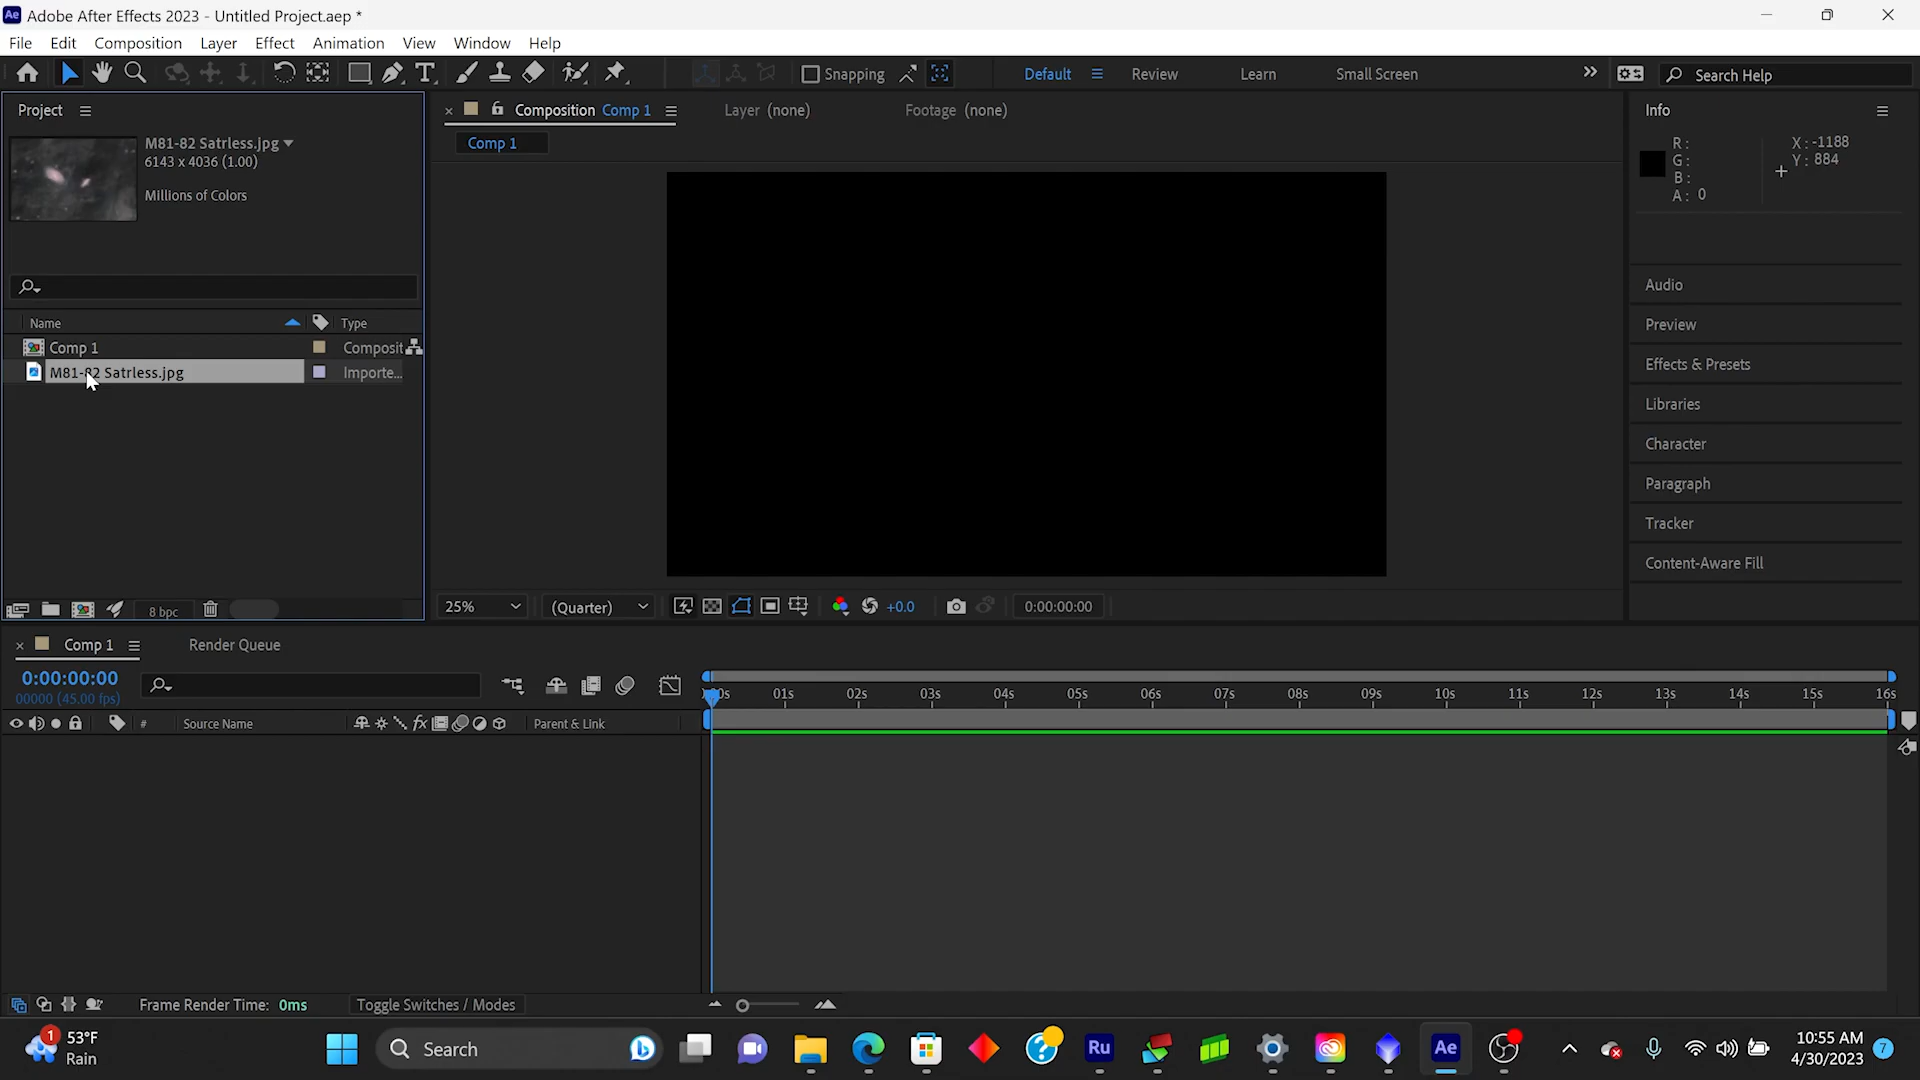 Adobe After Effects 2023 - Untitled Project.aep *
File Edit Composition Layer Effect Animation View Window Help
Snapping
Default
Review
Learn
Small Screen
Search Help
Project
M81-82 Satrless.jpg
6143 x 4036 (1.00)
Millions of Colors
Name
Type
Comp 1
Composit
M81-82 Satrless.jpg
Importe...
8 bpc
Composition Comp 1
Layer (none)
Footage (none)
Comp 1
25%
(Quarter)
+0.0
0:00:00:00
Info
R:
G:
B:
A: 0
X: -1188
Y: 884
Audio
Preview
Effects & Presets
Libraries
Character
Paragraph
Tracker
Content-Aware Fill
Comp 1
Render Queue
0:00:00:00
00000 (45.00 fps)
01s 02s 03s 04s 05s 06s 07s 08s 09s 10s 11s 12s 13s 14s 15s 16s
# Source Name
fx
Parent & Link
Frame Render Time: 0ms
Toggle Switches / Modes
1
53°F
Rain
Search
Ru
Ae
10:55 AM
4/30/2023
7